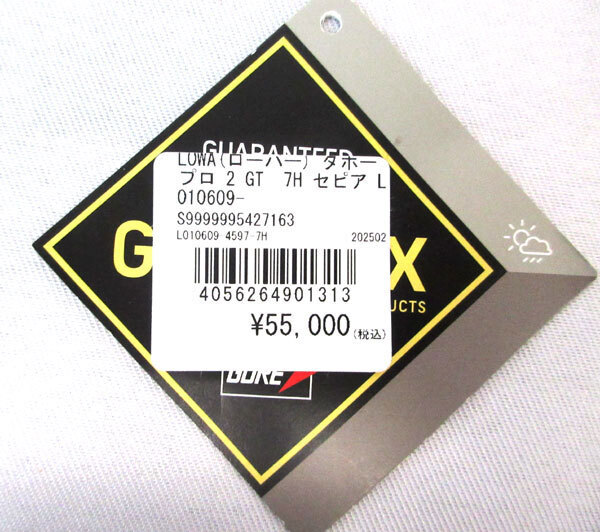 GUARANTEED
LOWA(ローバー) タホー
プロ 2 GT 7H セピア L
010609-
S9999995427163
L010609-4597-7H 202502
4056264901313
¥55,000(税込)
G X
UCTS
GORE